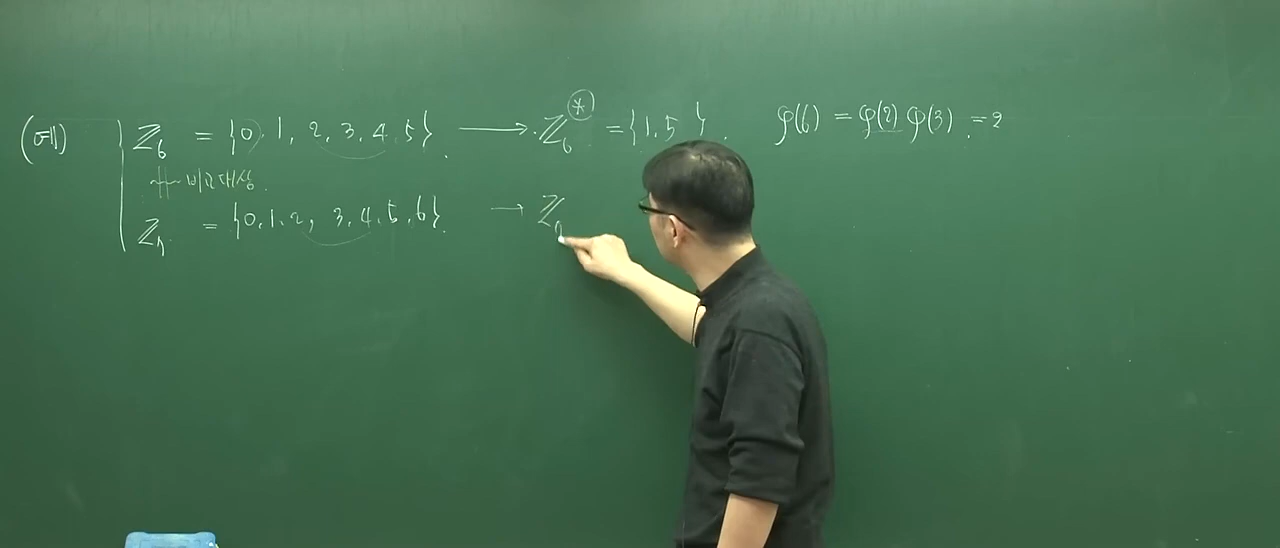 (예) Z₆ = {0, 1, 2, 3, 4, 5}. → Z₆* = {1, 5}. φ(6) = φ(2) φ(3) = 2
비교대상.
Z₇ = {0, 1, 2, 3, 4, 5, 6}. → Z₇